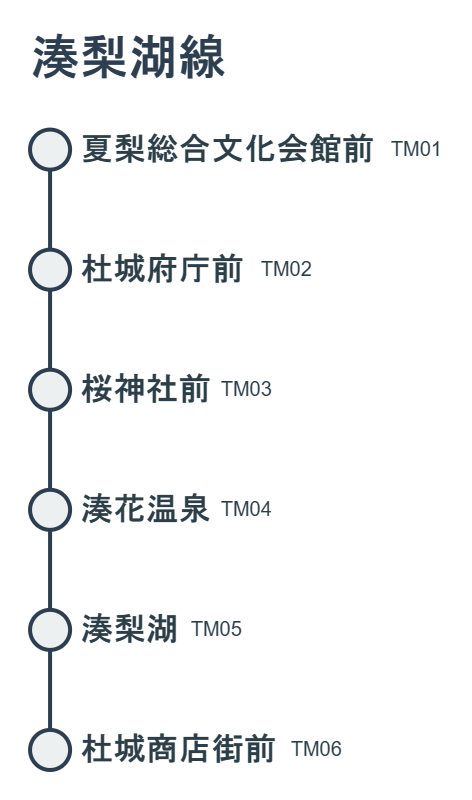 湊梨湖線
夏梨総合文化会館前 TM01
杜城府庁前 TM02
桜神社前 TM03
湊花温泉 TM04
湊梨湖 TM05
杜城商店街前 TM06